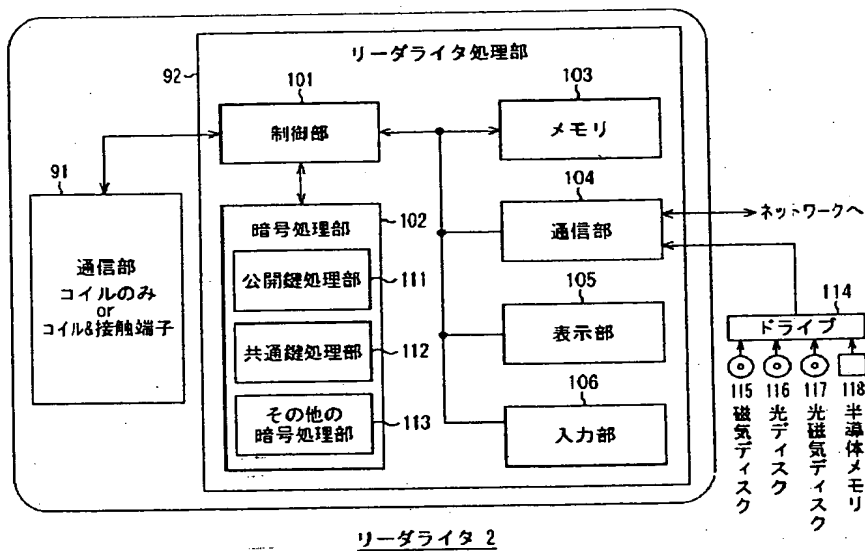 リーダライタ処理部
92
101
制御部
103
メモリ
91
通信部
コイルのみ
or
コイル&接触端子
102
暗号処理部
公開鍵処理部
111
共通鍵処理部
112
その他の
暗号処理部
113
104
通信部
ネットワークへ
105
表示部
106
入力部
114
ドライブ
115
磁気ディスク
116
光ディスク
117
光磁気ディスク
118
半導体メモリ
リーダライタ 2